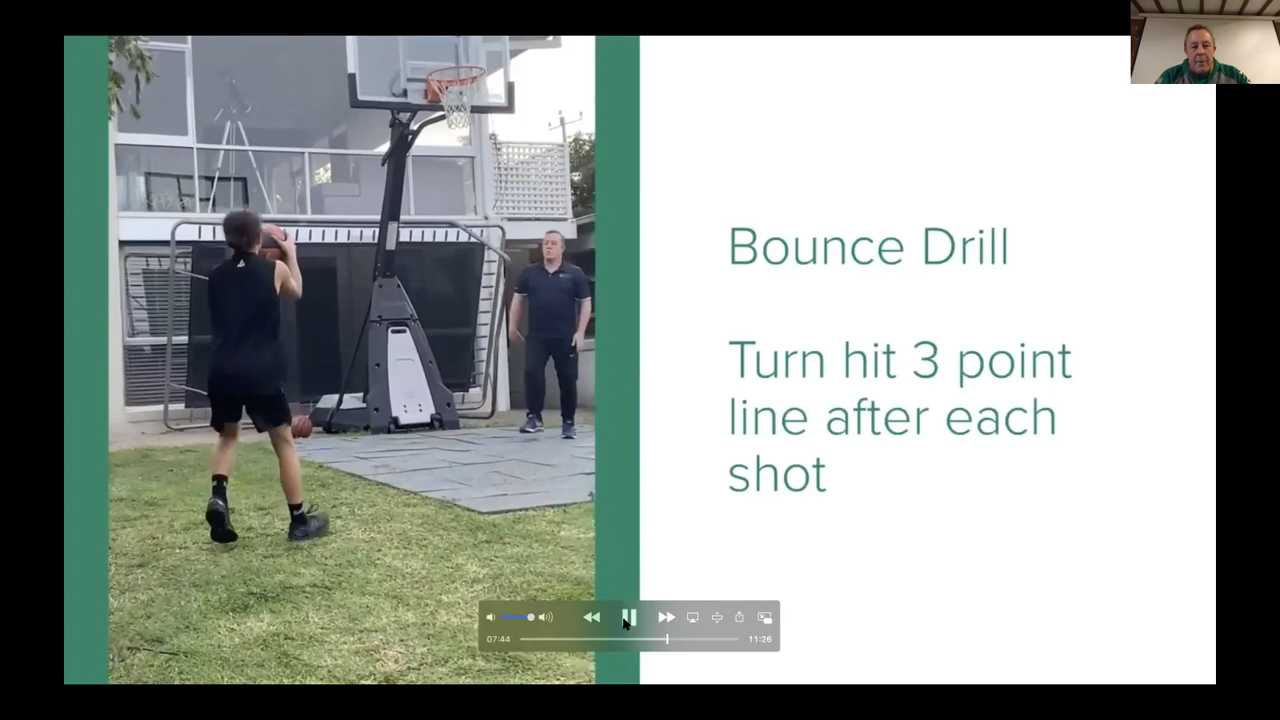 Bounce Drill
Turn hit 3 point
line after each
shot
07:44
11:26